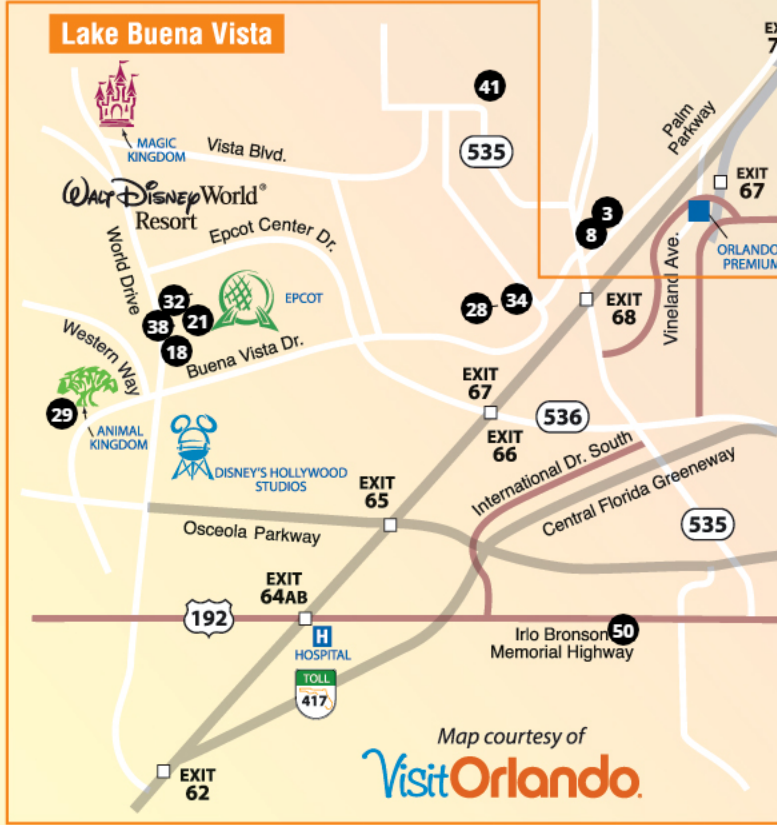 Lake Buena Vista
MAGIC
KINGDOM
Vista Blvd.
41
535
Palm
Parkway
EXIT
67
WALT DISNEY World®
Resort
Epcot Center Dr.
World Drive
3
8
ORLANDO
PREMIUM
Vineland Ave.
32
EPCOT
38
21
18
28
34
EXIT
68
Western Way
Buena Vista Dr.
29
ANIMAL
KINGDOM
EXIT
67
EXIT
66
536
DISNEY'S HOLLYWOOD
STUDIOS
EXIT
65
International Dr. South
Central Florida Greeneway
Osceola Parkway
535
EXIT
64AB
192
H
HOSPITAL
Irlo Bronson
Memorial Highway
50
TOLL
417
EXIT
62
Map courtesy of
VisitOrlando.